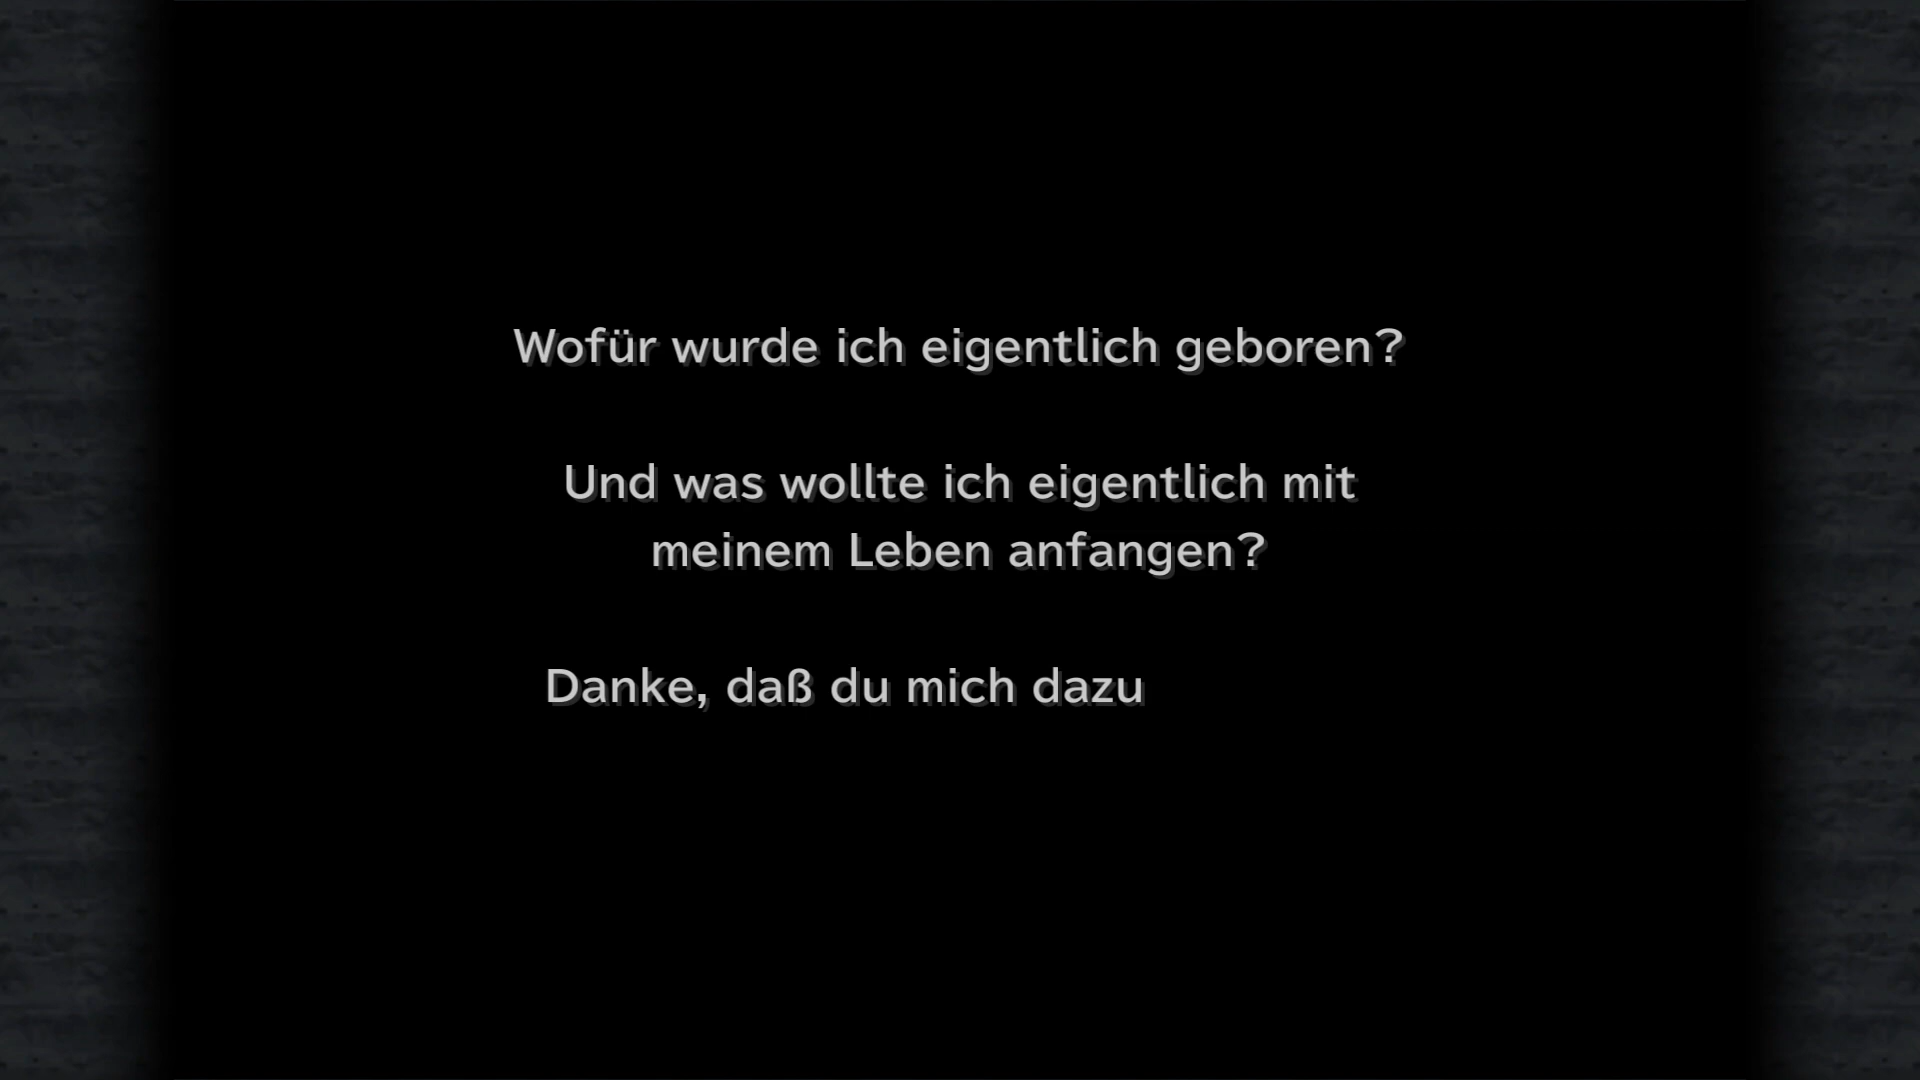 Wofür wurde ich eigentlich geboren?
Und was wollte ich eigentlich mit
meinem Leben anfangen?
Danke, daß du mich dazu